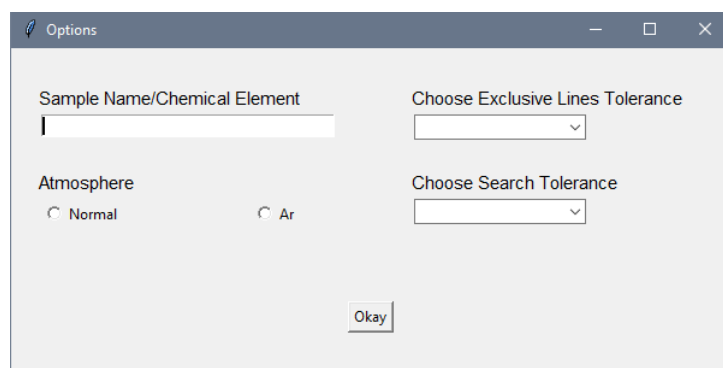 Options
Sample Name/Chemical Element
Choose Exclusive Lines Tolerance
Atmosphere
Choose Search Tolerance
Normal
Ar
Okay